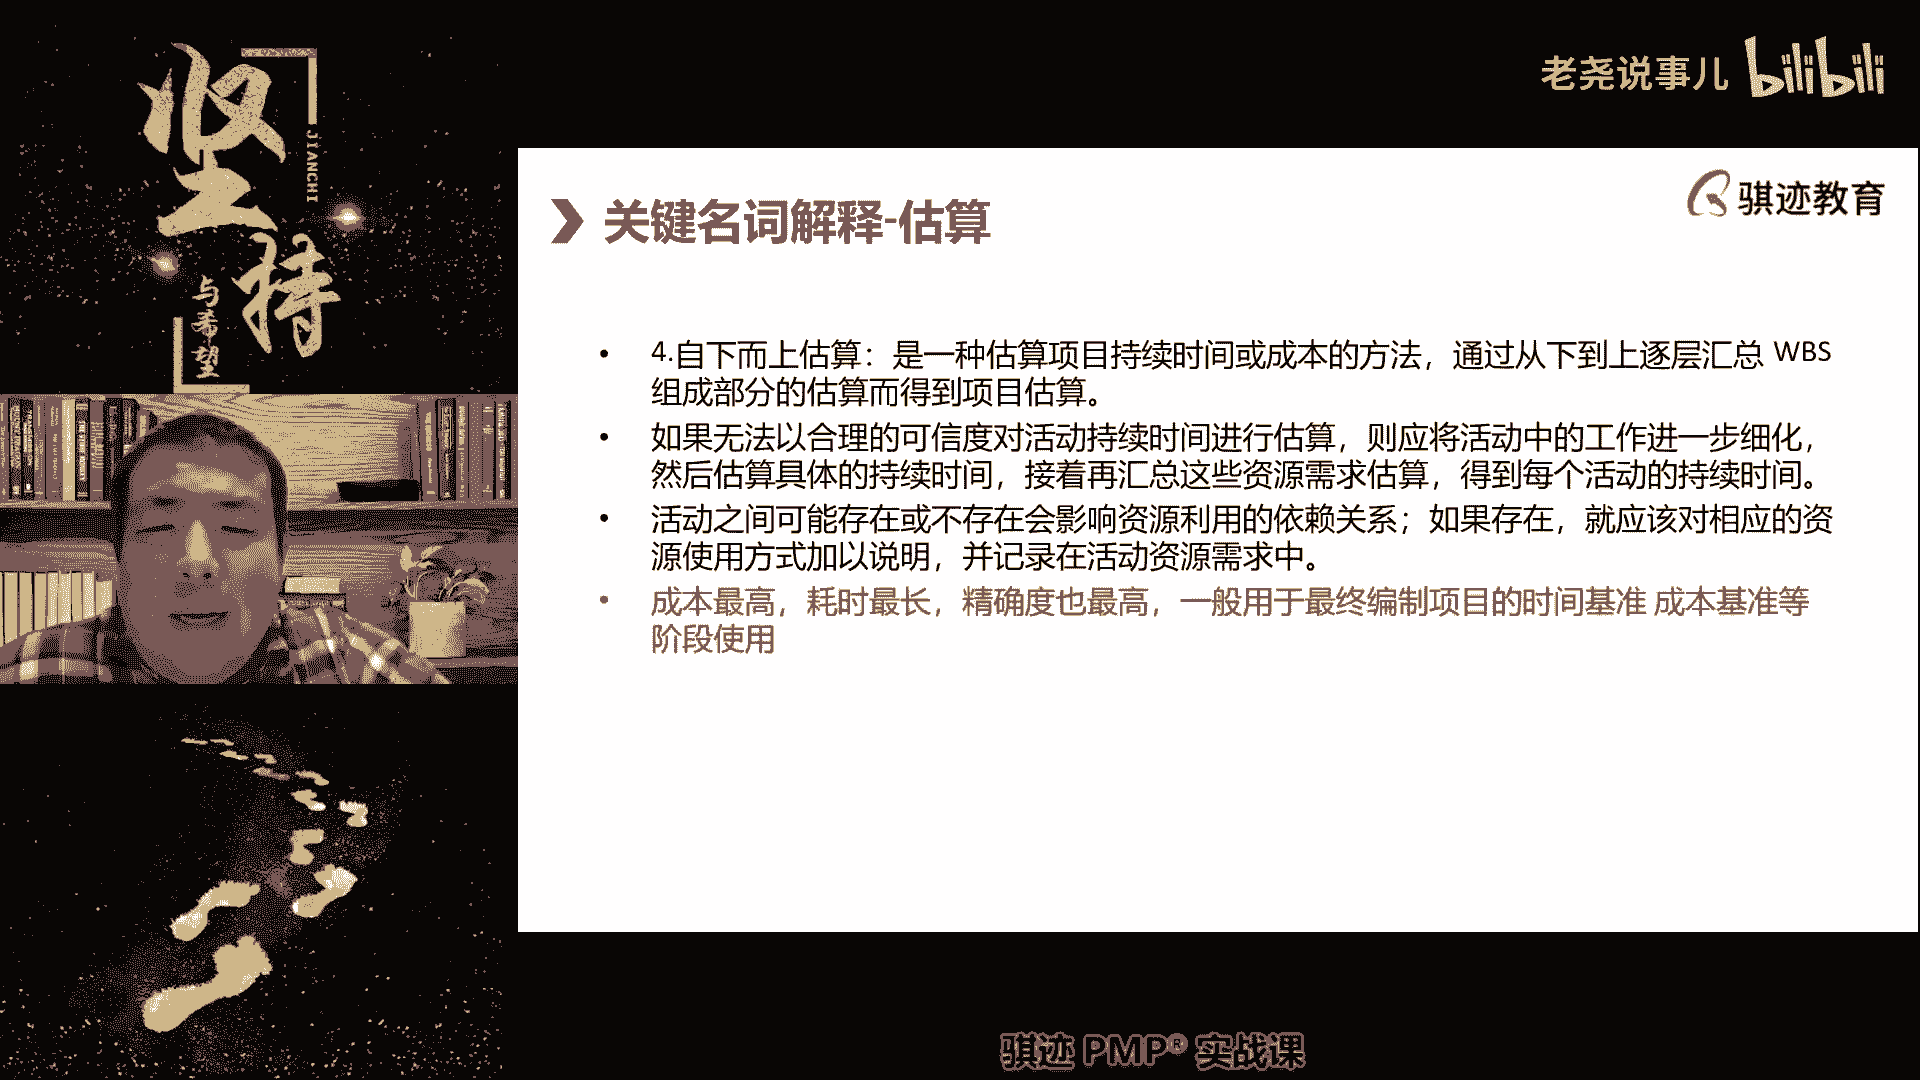 坚持
JIANCHI
与希望
老尧说事儿 bilibili
骐迹教育
关键名词解释-估算
• 4.自下而上估算：是一种估算项目持续时间或成本的方法，通过从下到上逐层汇总 WBS
组成部分的估算而得到项目估算。
• 如果无法以合理的可信度对活动持续时间进行估算，则应将活动中的工作进一步细化，
然后估算具体的持续时间，接着再汇总这些资源需求估算，得到每个活动的持续时间。
• 活动之间可能存在或不存在会影响资源利用的依赖关系；如果存在，就应该对相应的资
源使用方式加以说明，并记录在活动资源需求中。
• 成本最高，耗时最长，精确度也最高，一般用于最终编制项目的时间基准 成本基准等
阶段使用
骐迹 PMP® 实战课